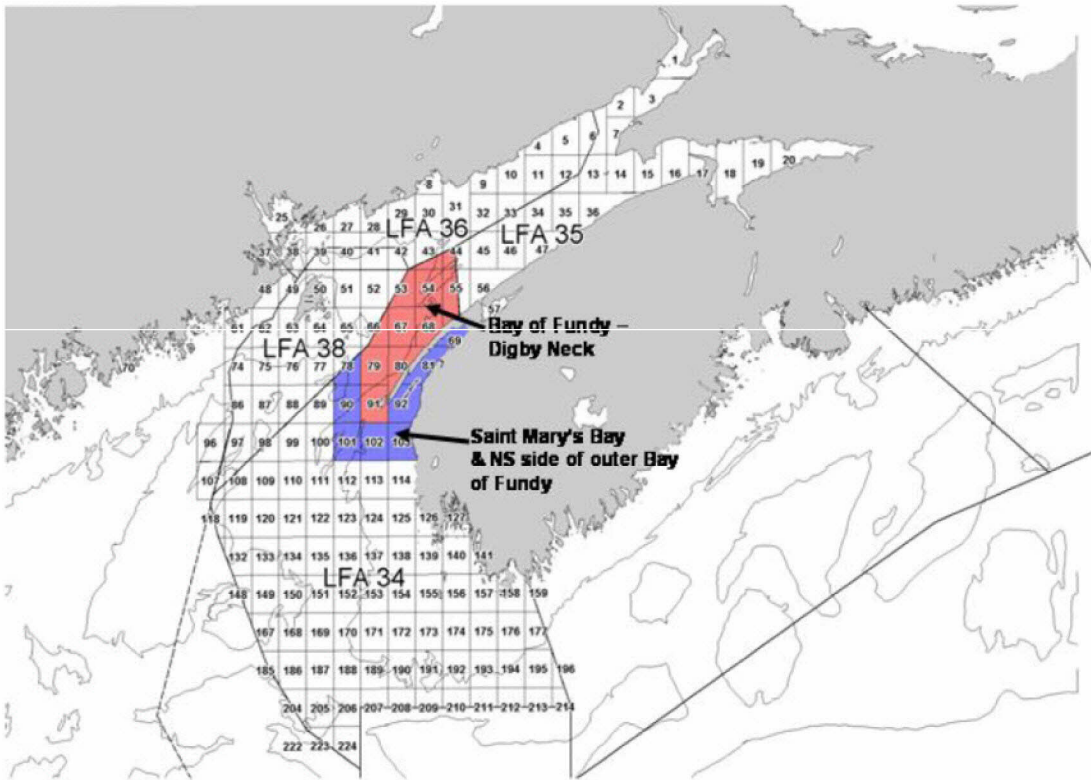 1
2 3
4 5 6 7
8 9 10 11 12 13 14 15 16 17 18 19 20
25 26 27 28 29 30 31 32 33 34 35 36
LFA 36
LFA 35
37 38 39 40 41 42 43 44 45 46 47
48 49 50 51 52 53 54 55 56
57
61 62 63 64 65 66 67 68
Bay of Fundy –
Digby Neck
69
LFA 38
70 74 75 76 77 78 79 80 81
86 87 88 89 90 91 92
96 97 98 99 100 101 102 103
Saint Mary's Bay
& NS side of outer Bay
of Fundy
107 108 109 110 111 112 113 114
118 119 120 121 122 123 124 125 126 127
132 133 134 135 136 137 138 139 140 141
LFA 34
148 149 150 151 152 153 154 155 156 157 158 159
167 168 169 170 171 172 173 174 175 176 177
185 186 187 188 189 190 191 192 193 194 195 196
204 205 206 207 208 209 210 211 212 213 214
222 223 224